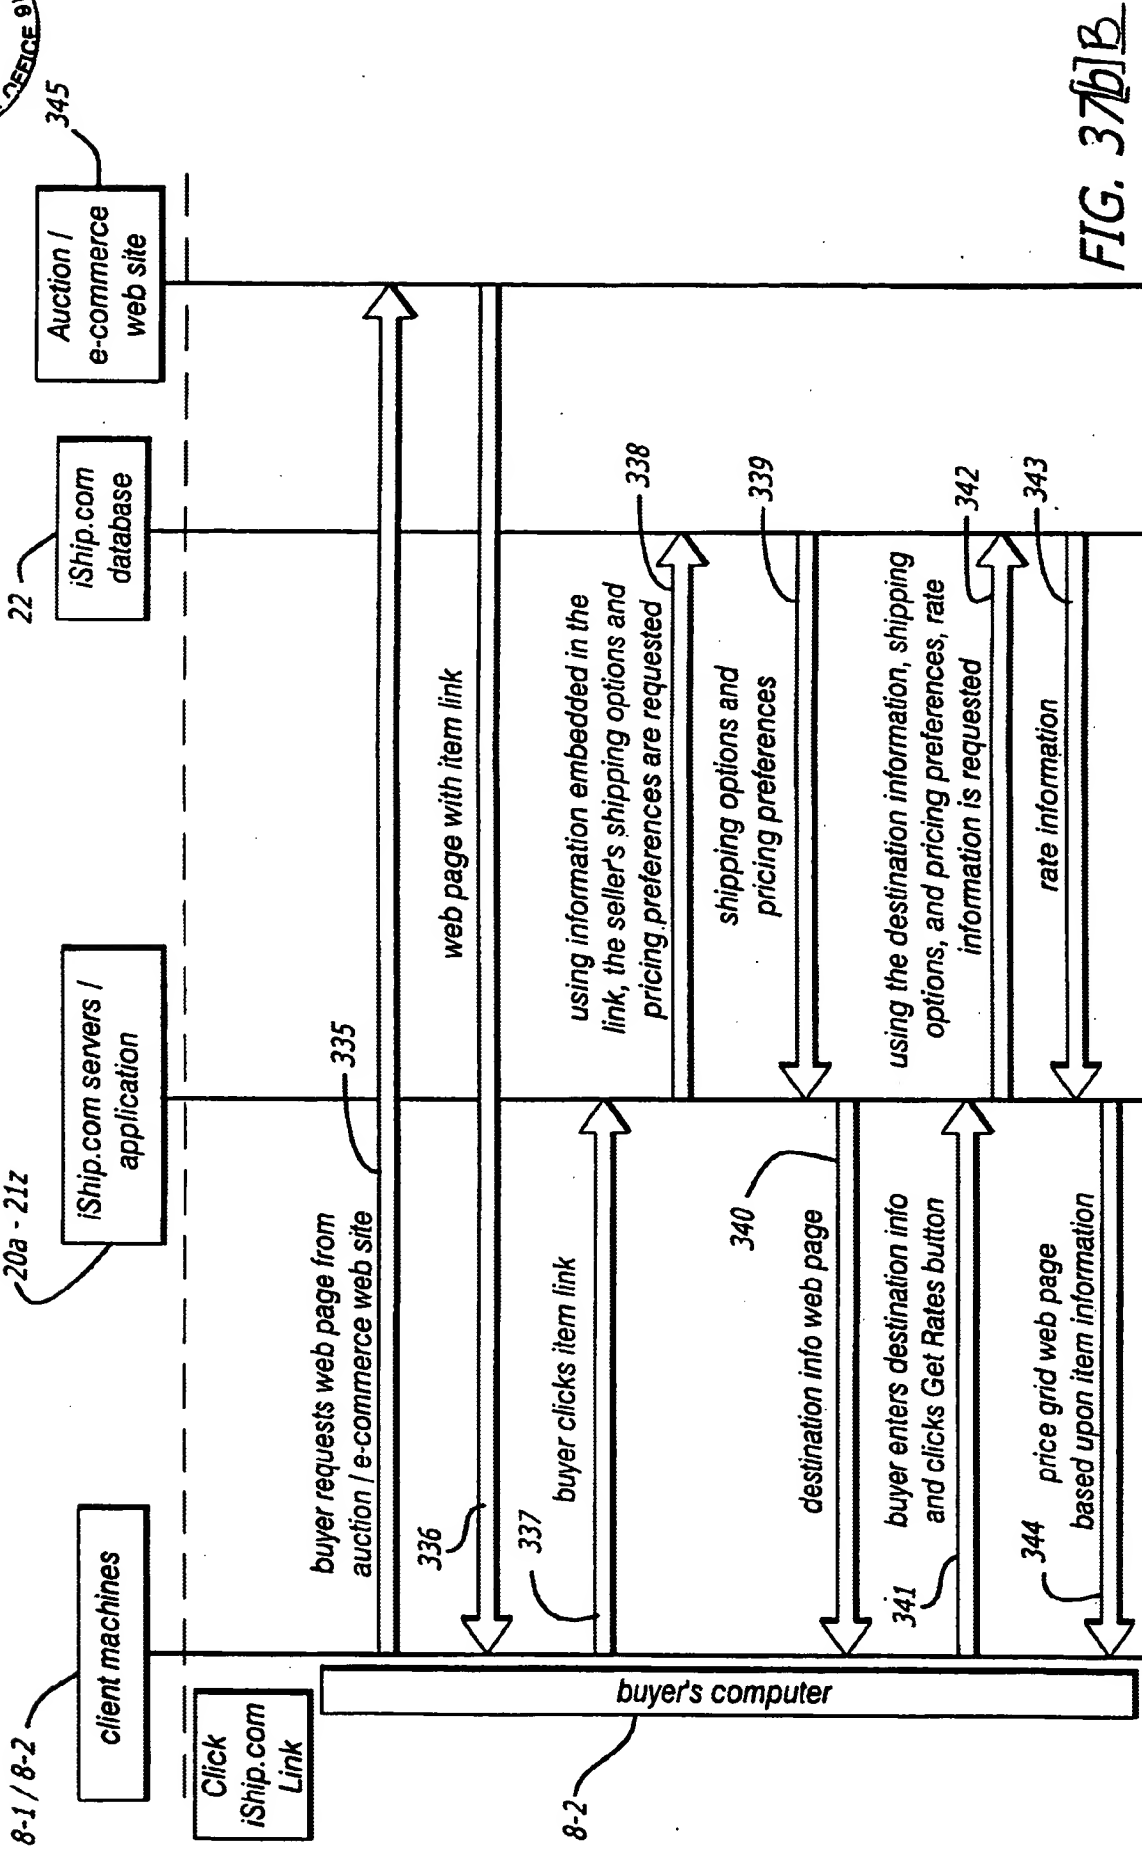 OFFICE
8-1 / 8-2
client machines
20a - 21z
iShip.com servers /
application
22
iShip.com
database
345
Auction /
e-commerce
web site
Click
iShip.com
Link
8-2
buyer's computer
buyer requests web page from
auction / e-commerce web site
335
336
web page with item link
337
buyer clicks item link
using information embedded in the
link, the seller's shipping options and
pricing preferences are requested
338
shipping options and
pricing preferences
339
destination info web page
340
341
buyer enters destination info
and clicks Get Rates button
using the destination information, shipping
options, and pricing preferences, rate
information is requested
342
rate information
343
344
price grid web page
based upon item information
FIG. 37[b]B